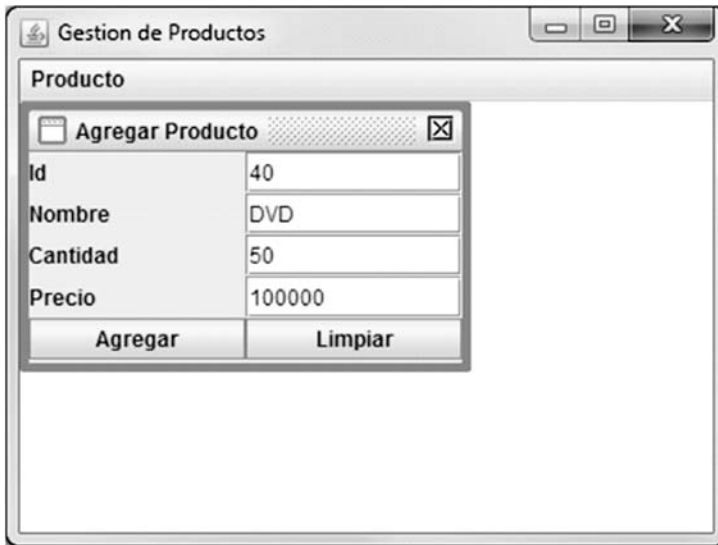 Gestion de Productos
Producto
Agregar Producto
Id 40
Nombre DVD
Cantidad 50
Precio 100000
Agregar Limpiar